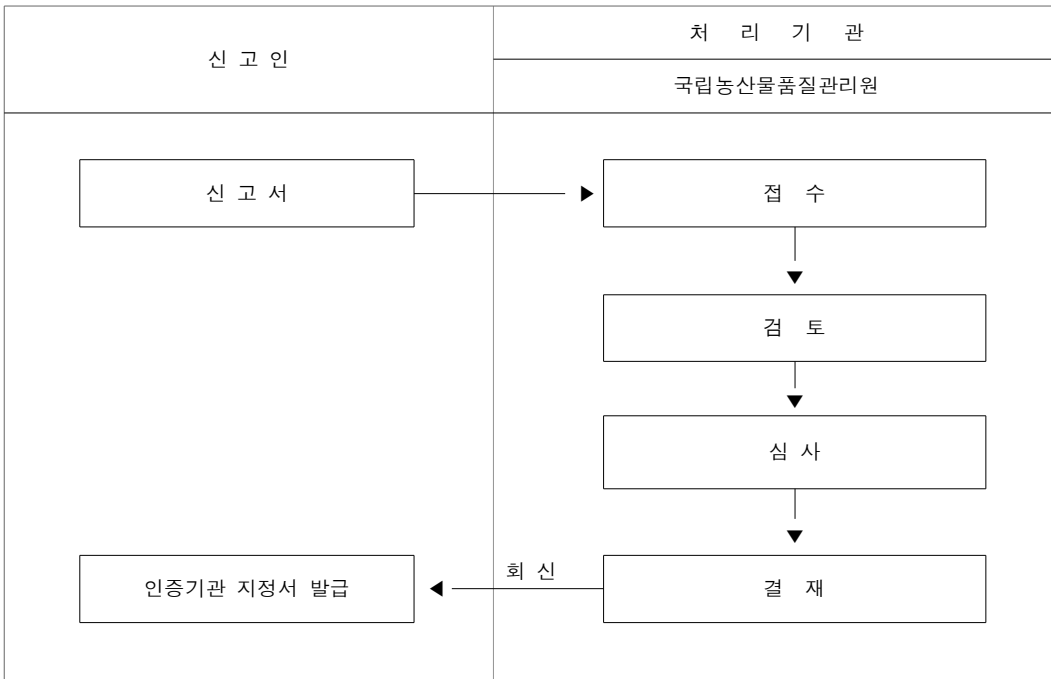 신 고 인
처 리 기 관
국립농산물품질관리원
신 고 서
접 수
검 토
심 사
회 신
인증기관 지정서 발급
결 재